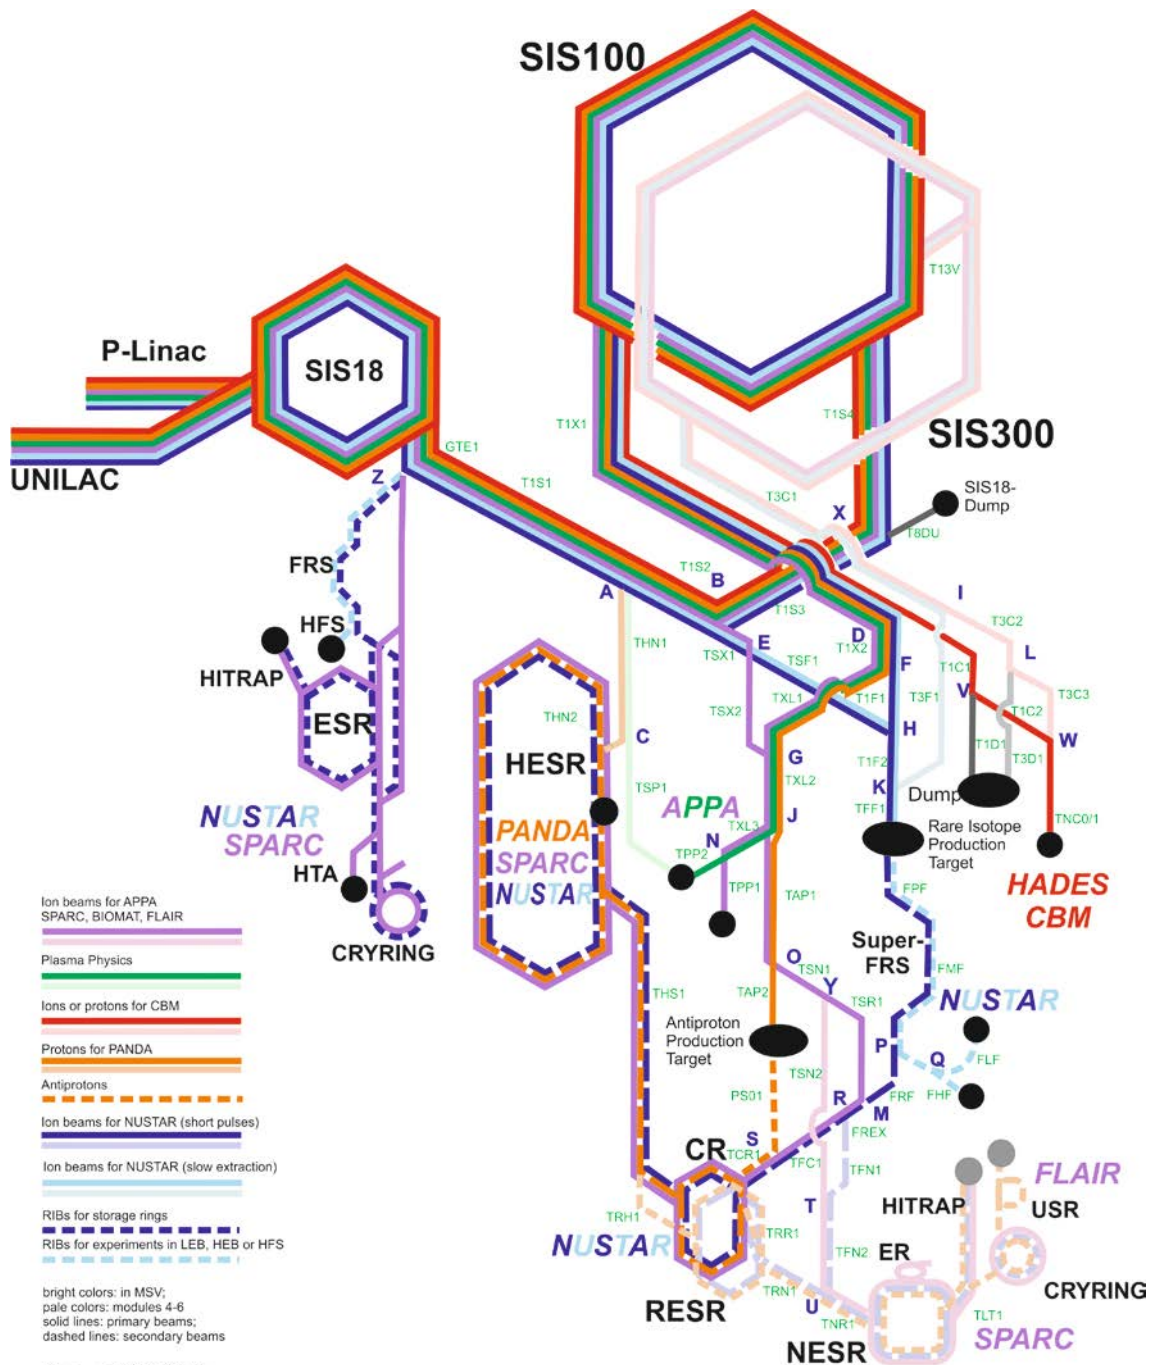 SIS100
T13V
P-Linac
SIS18
T1X1
T1S4
SIS300
GTE1
UNILAC
Z
T1S1
T3C1
SIS18-
Dump
X
T8DU
FRS
T1S2
B
A
I
T1S3
HFS
THN1
E
D
T3C2
TSX1
T1X2
L
TSF1
F
T1C1
HITRAP
TXL1
T1F1
T3F1
V
T3C3
ESR
THN2
TSX2
T1C2
C
H
W
HESR
G
T1F2
T1D1
T3D1
TXL2
TSP1
K
Dump
NUSTAR
SPARC
APPA
TFF1
J
TNC0/1
PANDA
SPARC
NUSTAR
TXL3
N
Rare Isotope
Production
Target
TPP2
HTA
TPP1
TAP1
FPF
HADES
CBM
Ion beams for APPA
SPARC, BIOMAT, FLAIR
CRYRING
Super-
FRS
Plasma Physics
O
TSN1
FMF
Y
THS1
TAP2
TSR1
NUSTAR
Ions or protons for CBM
Antiproton
Production
Target
P
Protons for PANDA
Q
FLF
TSN2
Antiprotons
PS01
R
M
FRF
FHF
Ion beams for NUSTAR (short pulses)
S
FREX
CR
TCR1
TFC1
TFN1
Ion beams for NUSTAR (slow extraction)
FLAIR
HITRAP
USR
T
RIBs for storage rings
TRH1
TRR1
NUSTAR
RIBs for experiments in LEB, HEB or HFS
TFN2
ER
CRYRING
TRN1
RESR
U
TNR1
TLT1
bright colors: in MSV;
pale colors: modules 4-6
solid lines: primary beams;
dashed lines: secondary beams
NESR
SPARC